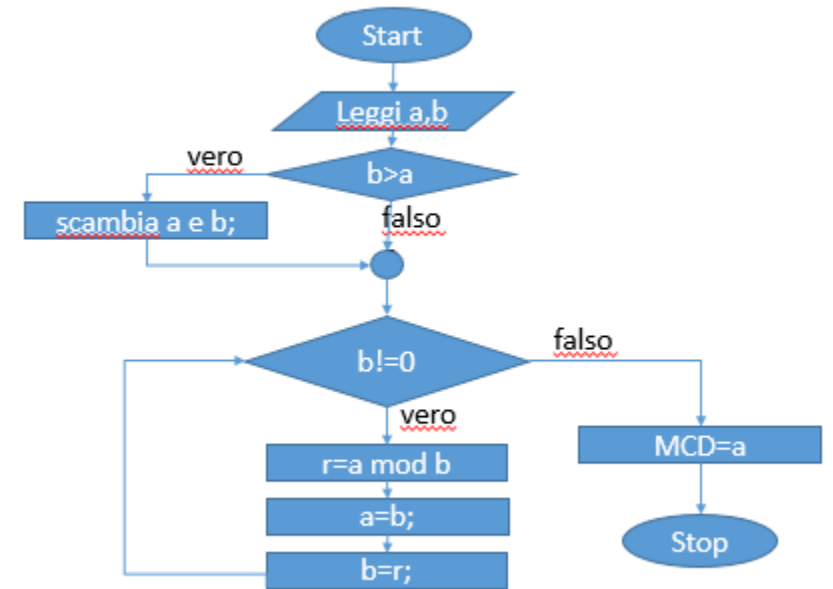 Start
Leggi a,b
b>a
vero
scambia a e b;
falso
b!=0
falso
vero
r=a mod b
a=b;
b=r;
MCD=a
Stop